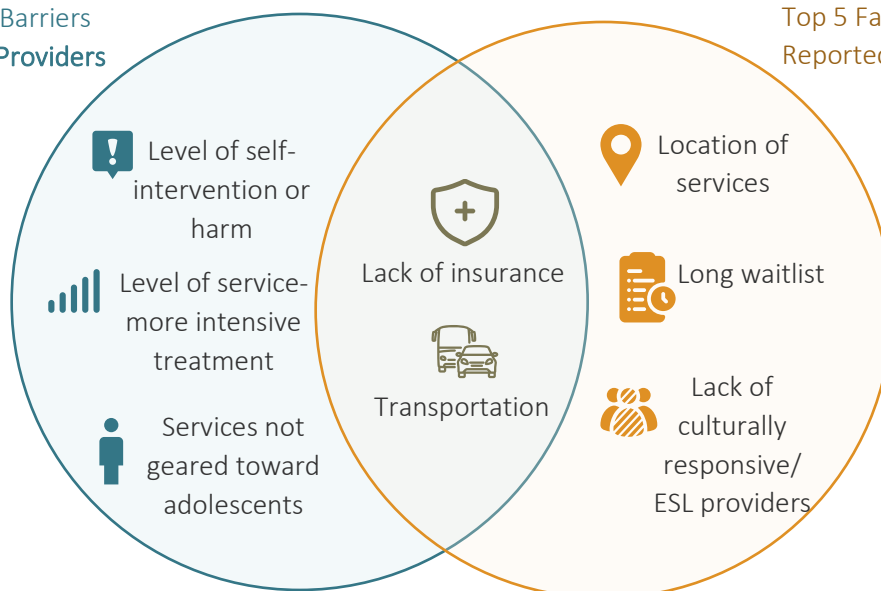 Barriers
Providers
Top 5 Fa
Reported
Level of self-
intervention or
harm
Level of service-
more intensive
treatment
Services not
geared toward
adolescents
Lack of insurance
Transportation
Location of
services
Long waitlist
Lack of
culturally
responsive/
ESL providers